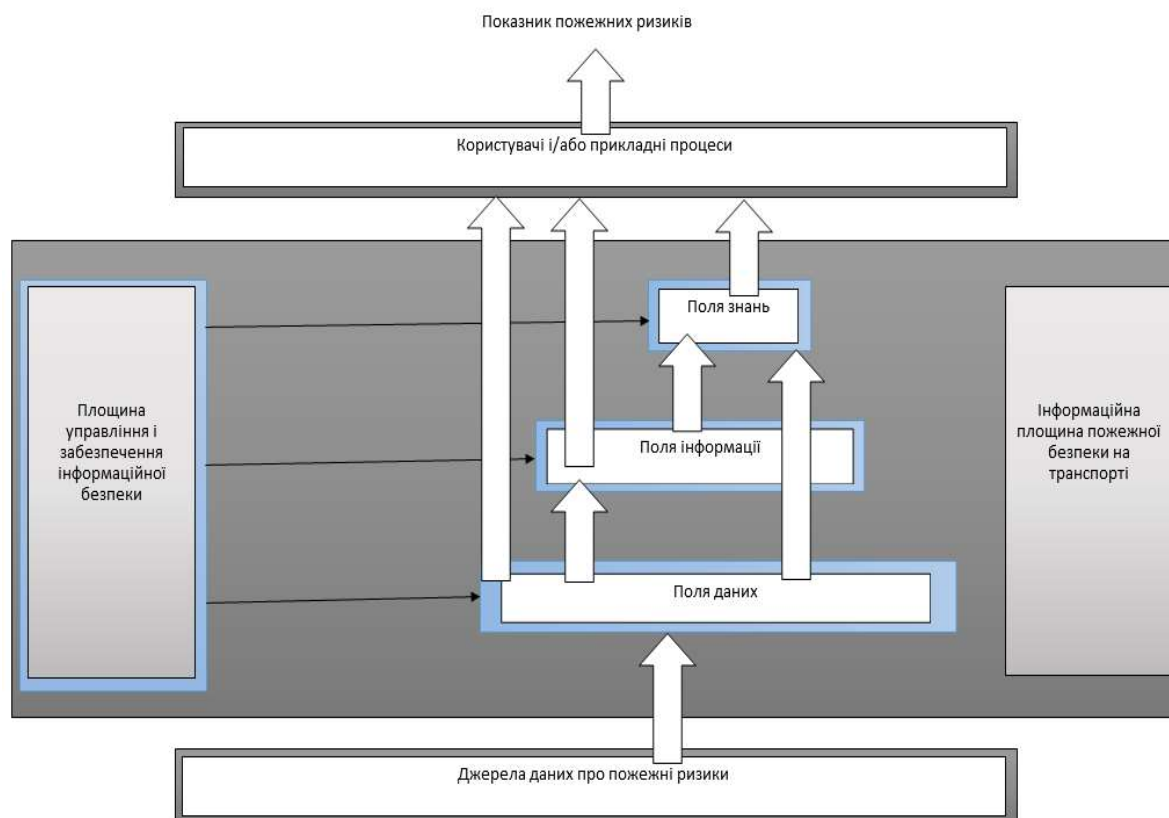 Показник пожежних ризиків
Користувачі і/або прикладні процеси
Поля знань
Площина
управління і
забезпечення
інформаційної
безпеки
Поля інформації
Інформаційна
площина пожежної
безпеки на
транспорті
Поля даних
Джерела даних про пожежні ризики